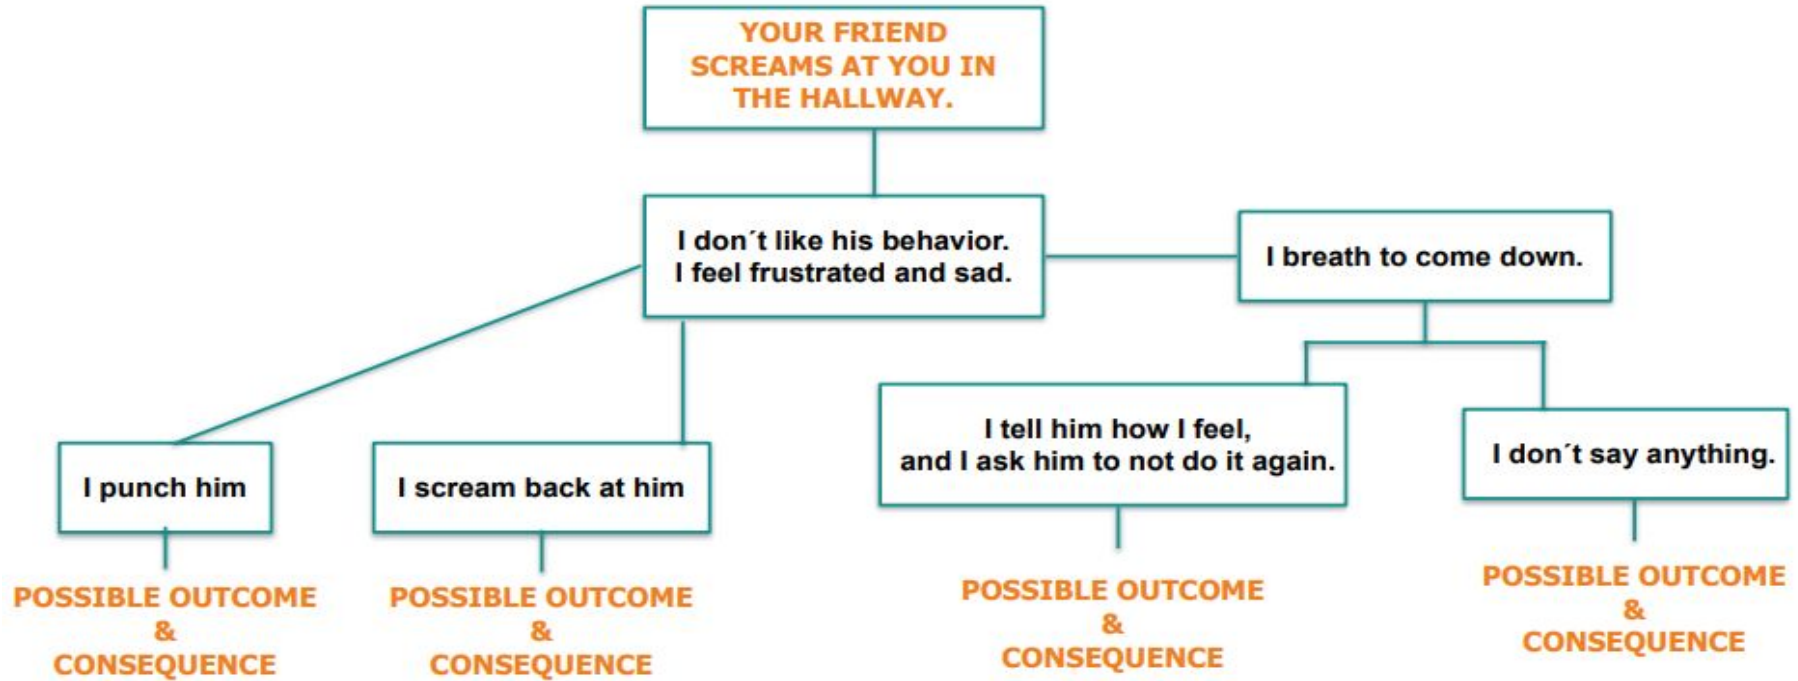 YOUR FRIEND
SCREAMS AT YOU IN
THE HALLWAY.
I don´t like his behavior.
I feel frustrated and sad.
I breath to come down.
I punch him
I scream back at him
I tell him how I feel,
and I ask him to not do it again.
I don´t say anything.
POSSIBLE OUTCOME
&
CONSEQUENCE
POSSIBLE OUTCOME
&
CONSEQUENCE
POSSIBLE OUTCOME
&
CONSEQUENCE
POSSIBLE OUTCOME
&
CONSEQUENCE